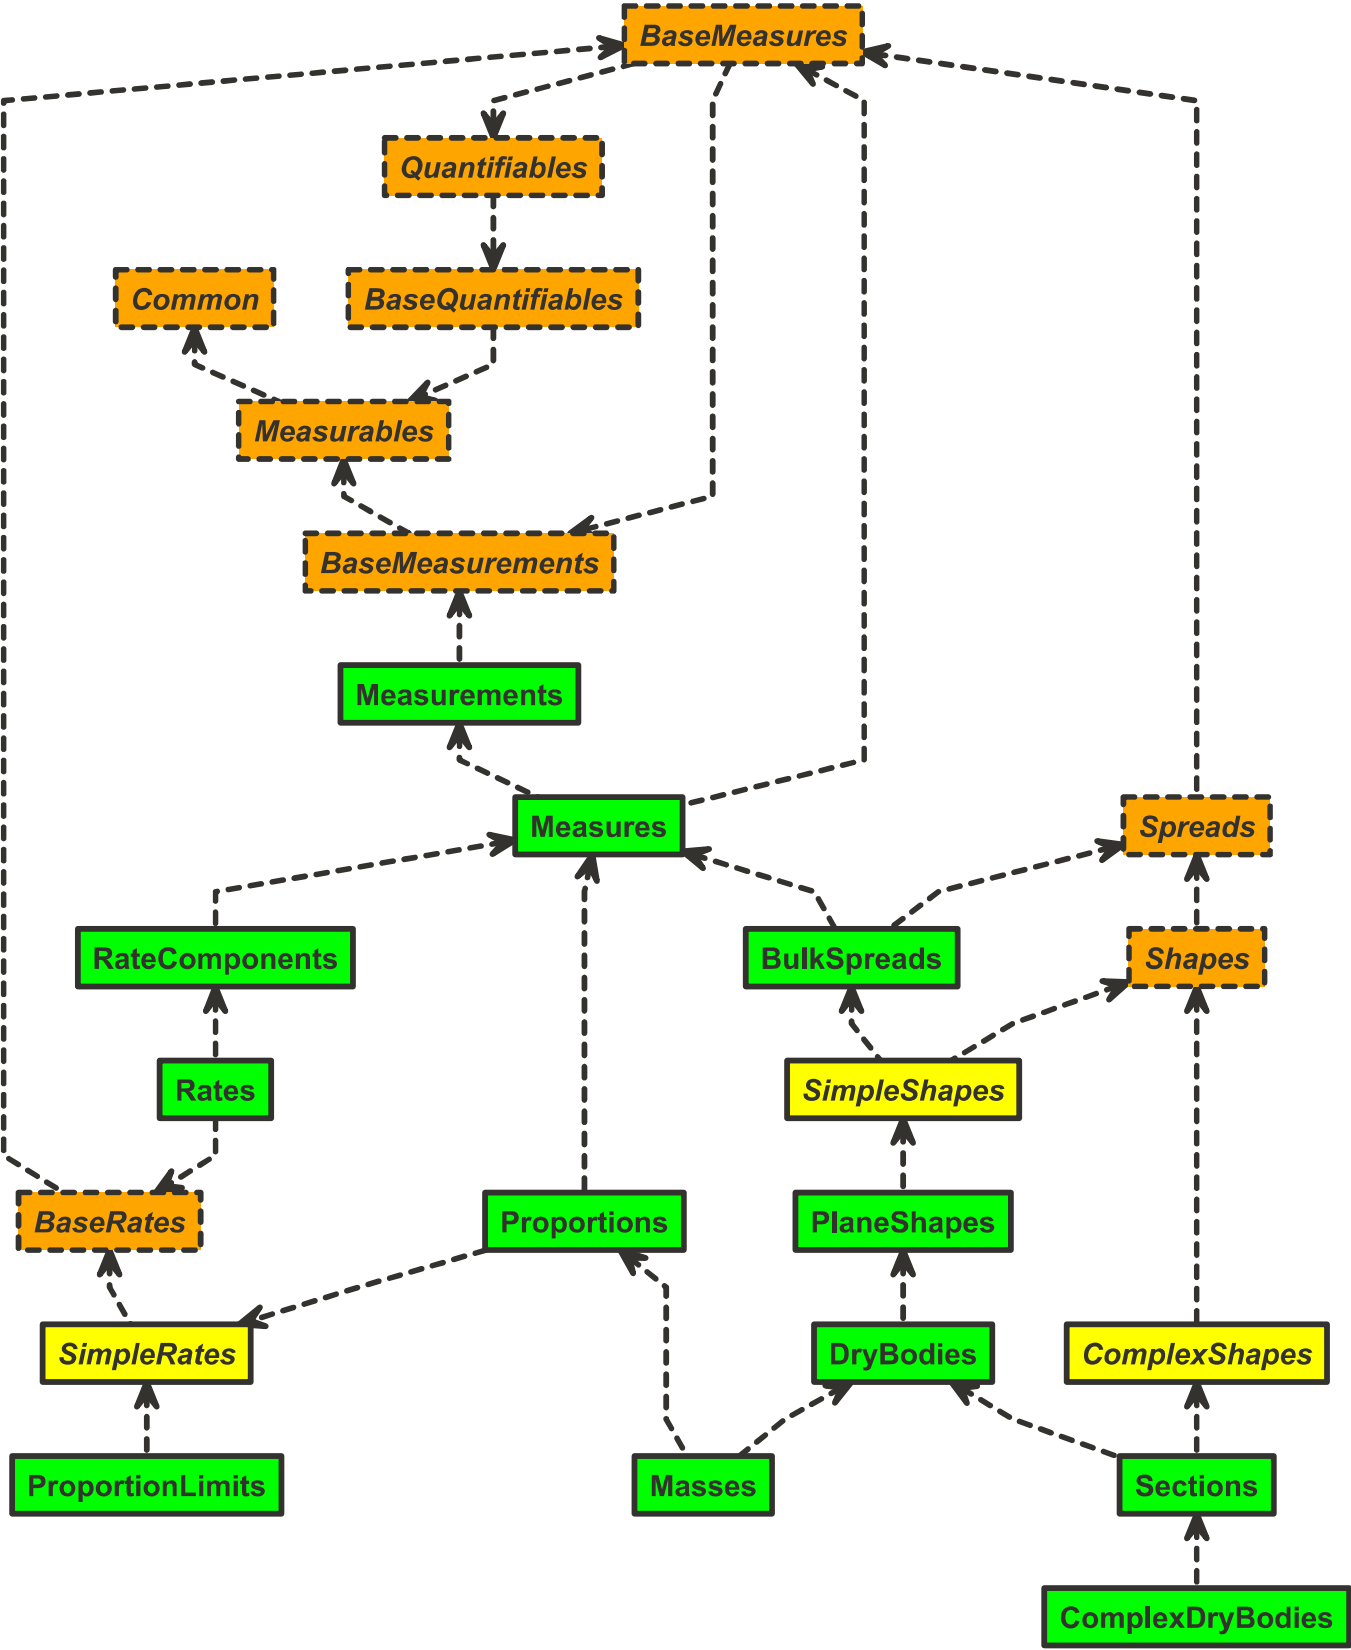 BaseMeasures
Quantifiables
Common
BaseQuantifiables
Measurables
BaseMeasurements
Measurements
Measures
Spreads
RateComponents
BulkSpreads
Shapes
Rates
SimpleShapes
BaseRates
Proportions
PlaneShapes
SimpleRates
DryBodies
ComplexShapes
ProportionLimits
Masses
Sections
ComplexDryBodies